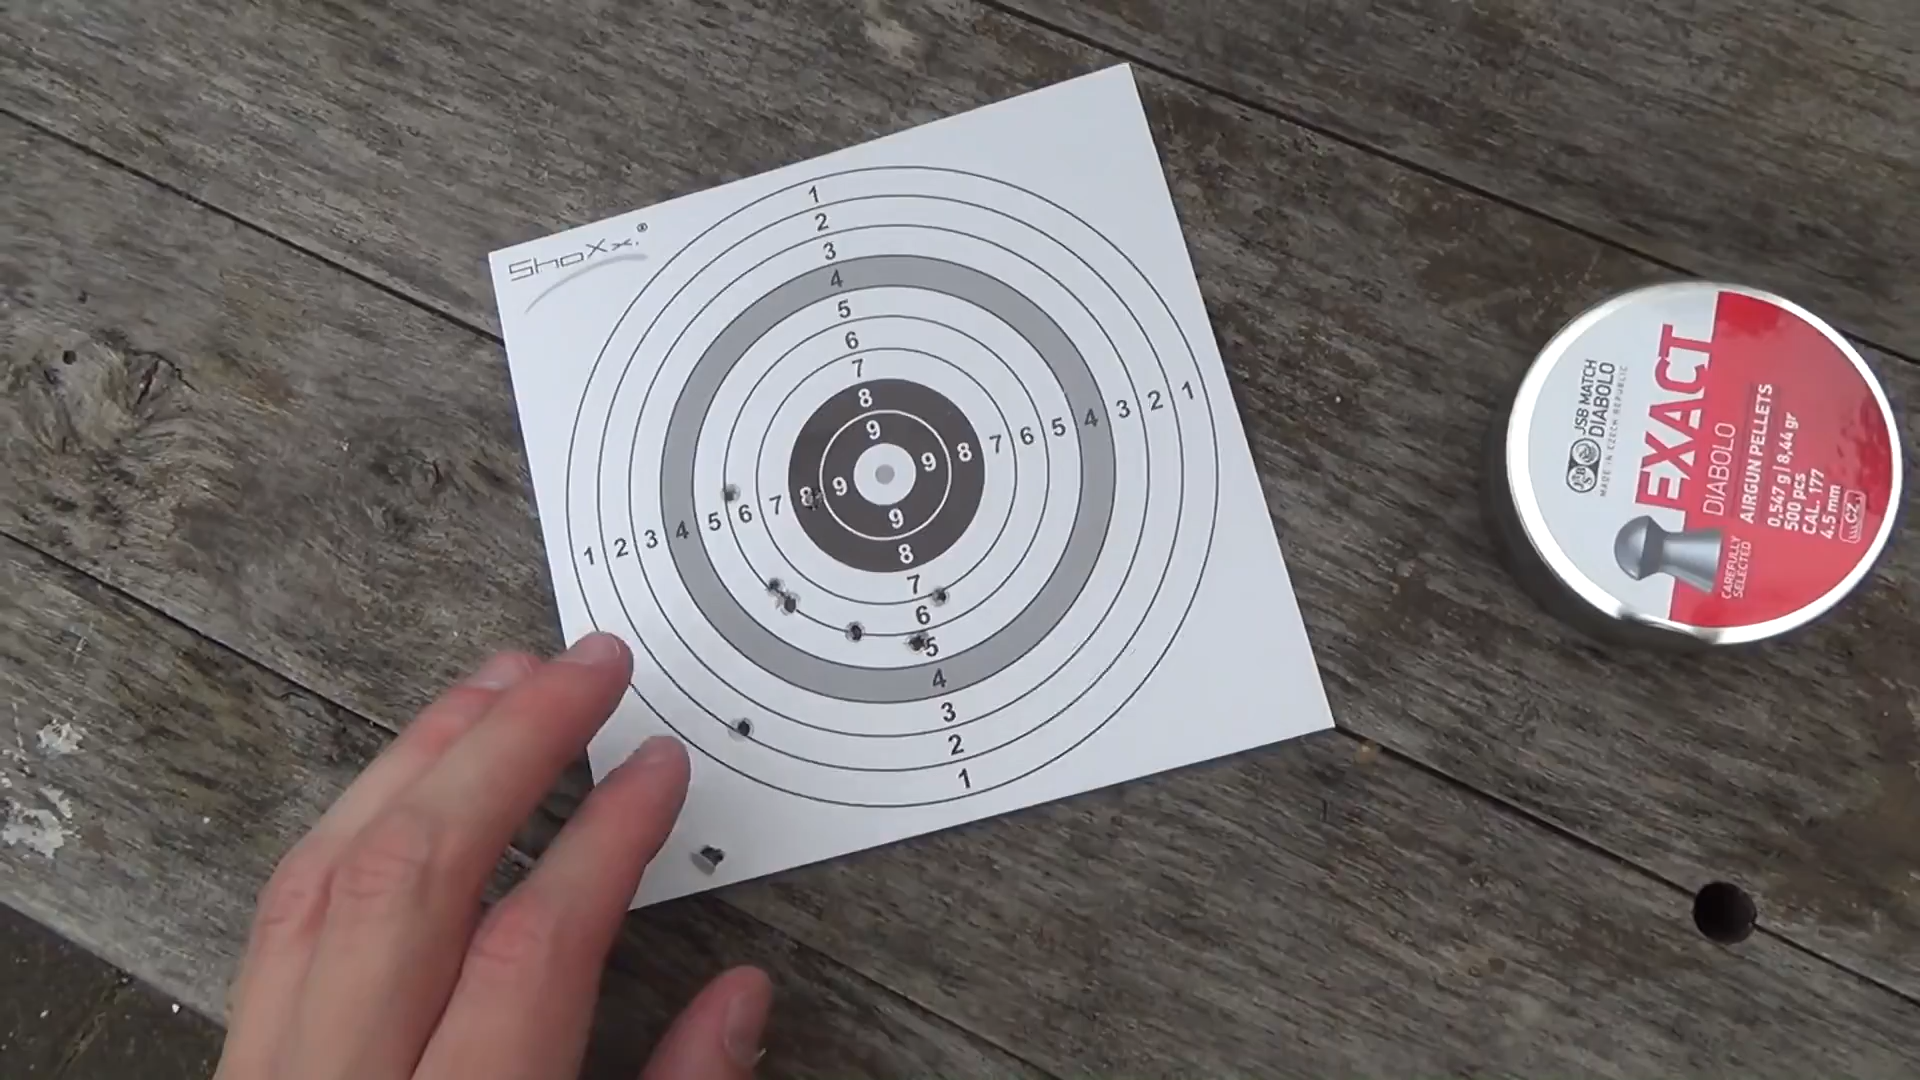 ShoXx.®
1
2
3
4
5
6
7
8
9
1 2 3 4 5 6 7 8 9
9 8 7 6 5 4 3 2 1
9
8
7
6
5
4
3
2
1
JSB MATCH
DIABOLO
MADE IN CZECH REPUBLIC
EXACT
DIABOLO
AIRGUN PELLETS
0,547 g | 8,44 gr
500 pcs
CAL. 177
4.5 mm
CZ
CAREFULLY
SELECTED